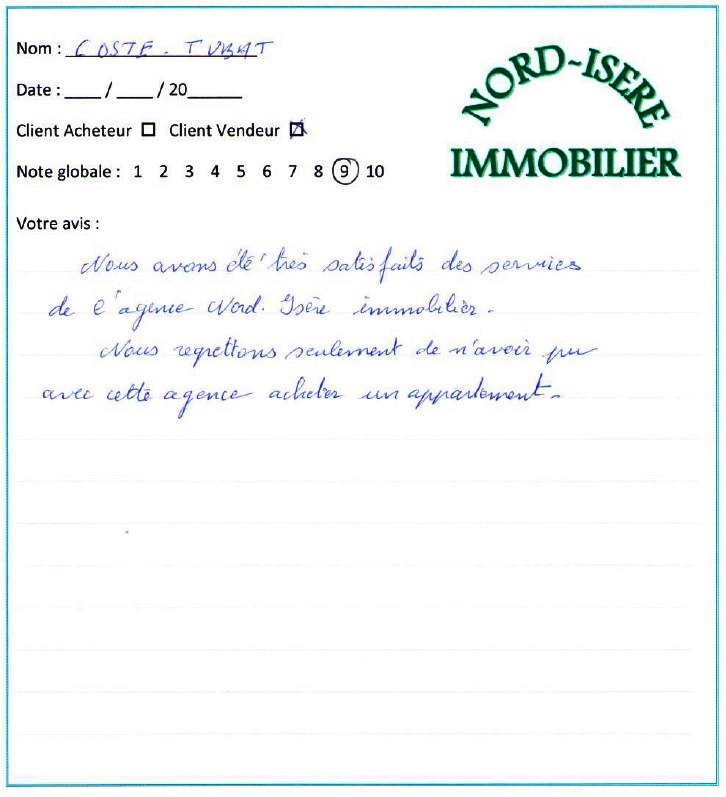 Nom : COSTE - TUBAT
NORD-ISERE
IMMOBILIER
Date : ____ / ____ / 20______
Client Acheteur ☐ Client Vendeur ☒
Note globale : 1 2 3 4 5 6 7 8 9 10
Votre avis :
Nous avons été très satisfaits des services
de l'agence Nord. Isère immobilier.
Nous regrettons seulement de n'avoir pu
avec cette agence acheter un appartement.